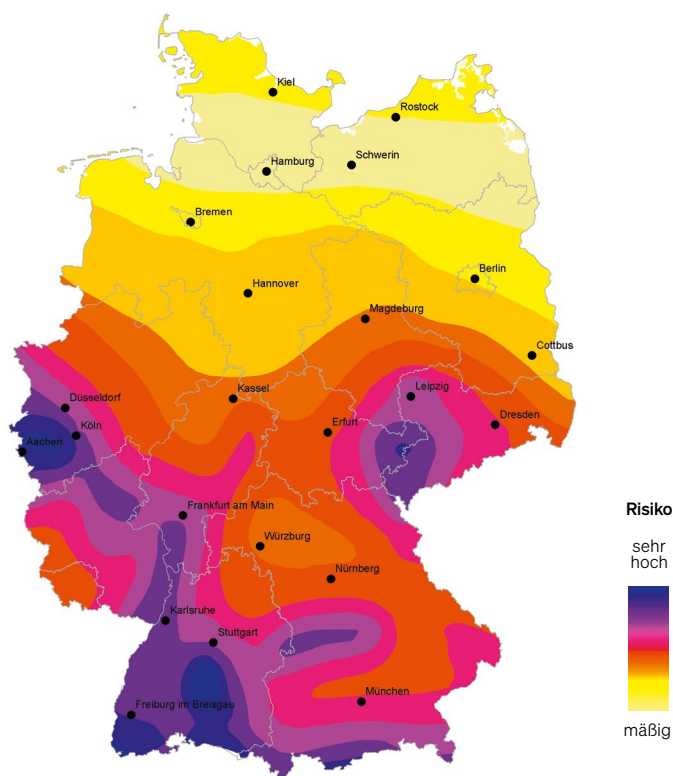 Kiel
Rostock
Hamburg
Schwerin
Bremen
Berlin
Hannover
Magdeburg
Cottbus
Kassel
Leipzig
Düsseldorf
Dresden
Köln
Erfurt
Aachen
Frankfurt am Main
Würzburg
Nürnberg
Karlsruhe
Stuttgart
München
Freiburg im Breisgau
Risiko
sehr
hoch
mäßig